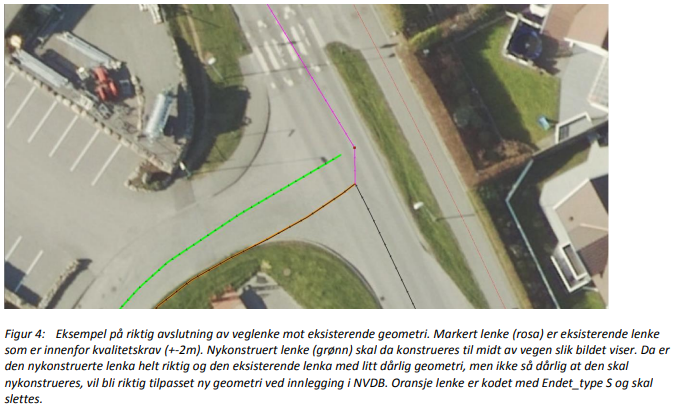 Figur 4: Eksempel på riktig avslutning av veglenke mot eksisterende geometri. Markert lenke (rosa) er eksisterende lenke
som er innenfor kvalitetskrav (+-2m). Nykonstruert lenke (grønn) skal da konstrueres til midt av vegen slik bildet viser. Da er
den nykonstruerte lenka helt riktig og den eksisterende lenka med litt dårlig geometri, men ikke så dårlig at den skal
nykonstrueres, vil bli riktig tilpasset ny geometri ved innlegging i NVDB. Oransje lenke er kodet med Endet_type S og skal
slettes.